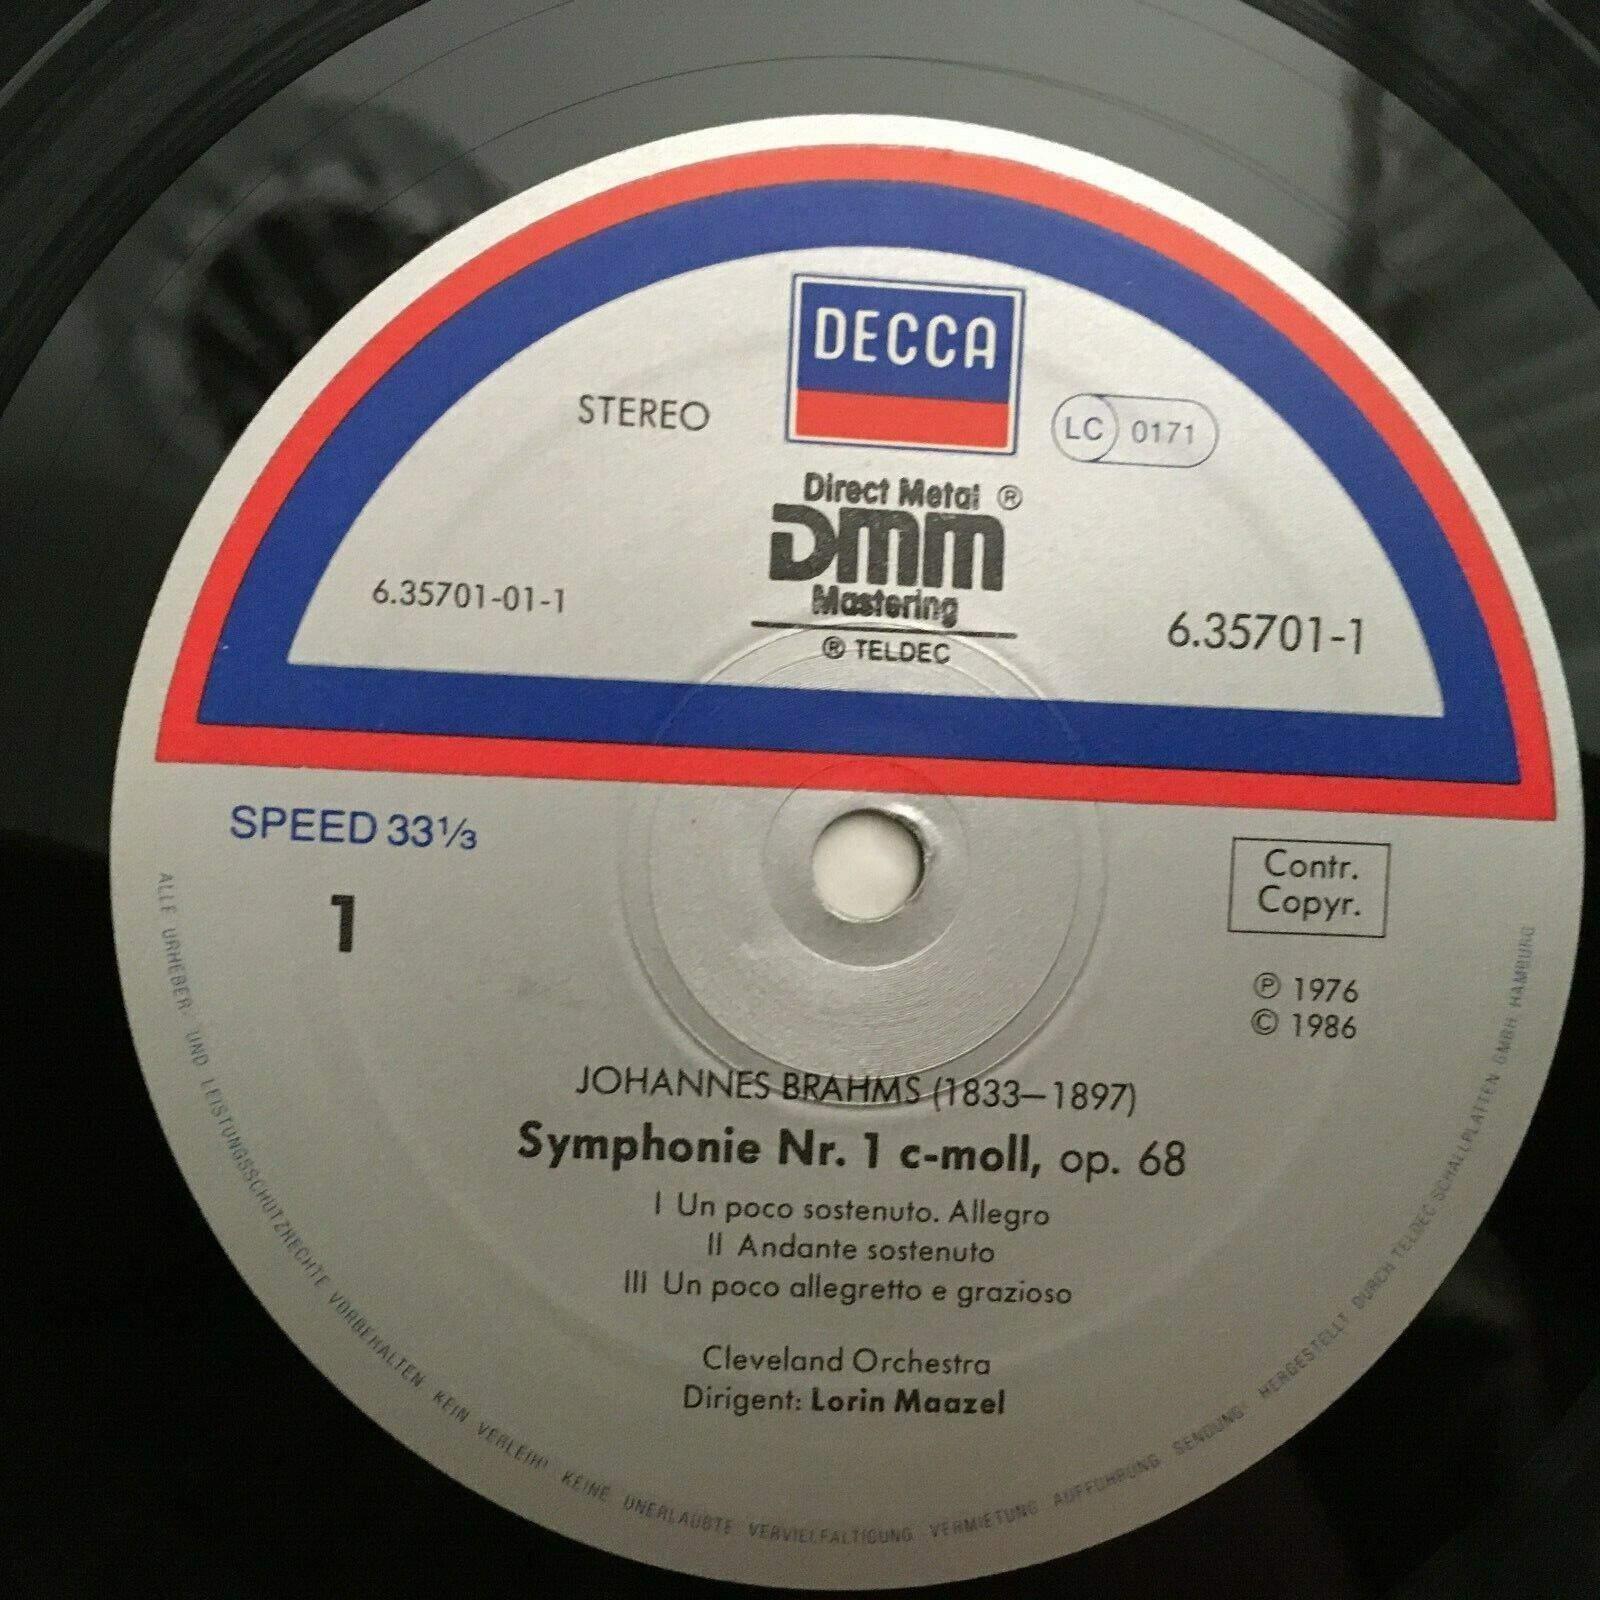 DECCA
STEREO
LC 0171
Direct Metal ®
DMM
Mastering
® TELDEC
6.35701-01-1
6.35701-1
SPEED 33⅓
1
Contr.
Copyr.
℗ 1976
© 1986
JOHANNES BRAHMS (1833–1897)
Symphonie Nr. 1 c-moll, op. 68
I Un poco sostenuto. Allegro
II Andante sostenuto
III Un poco allegretto e grazioso
Cleveland Orchestra
Dirigent: Lorin Maazel
ALLE URHEBER- UND LEISTUNGSSCHUTZRECHTE VORBEHALTEN KEIN VERLEIH! KEINE UNERLAUBTE VERVIELFÄLTIGUNG VERMIETUNG AUFFÜHRUNG SENDUNG! HERGESTELLT DURCH TELDEC SCHALLPLATTEN GMBH HAMBURG